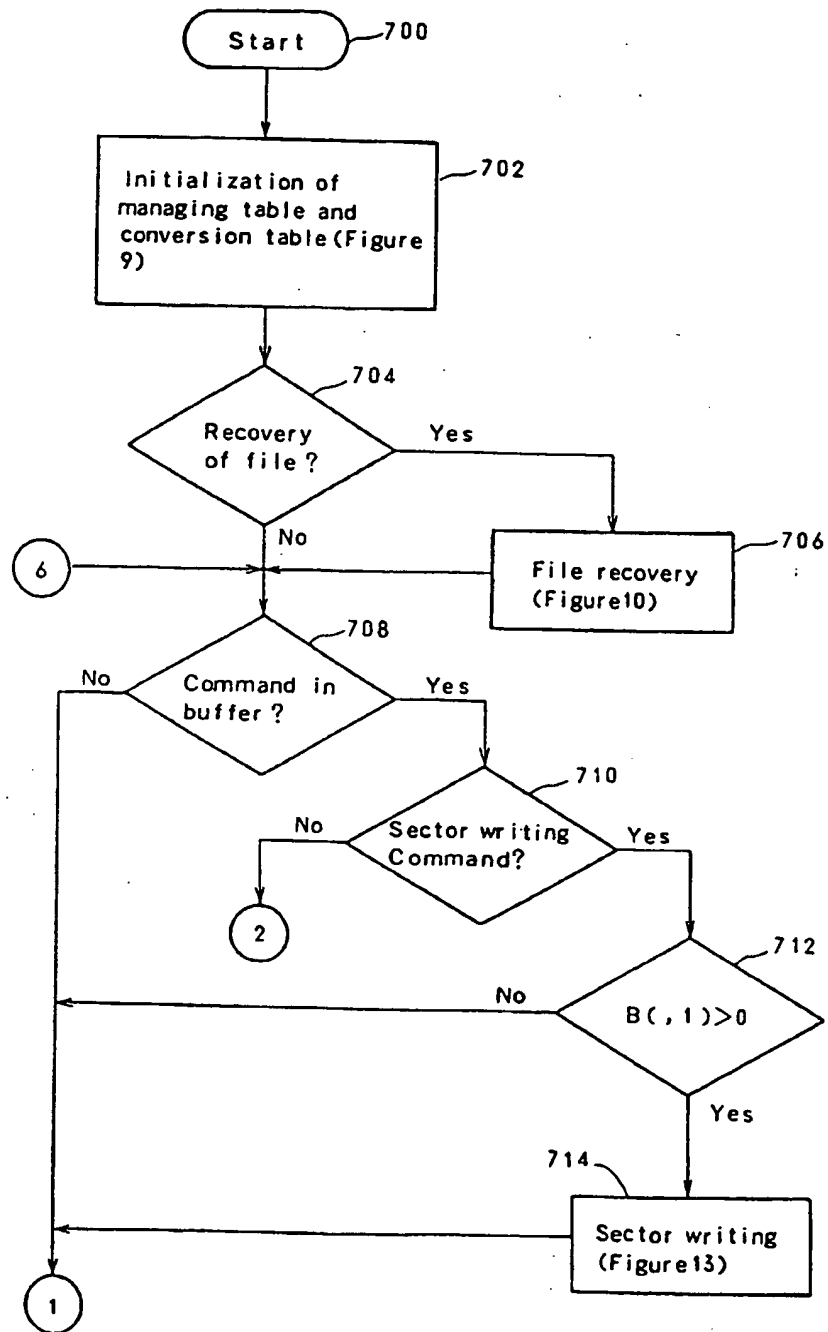 Start
700
702
Initialization of
managing table and
conversion table(Figure
9)
704
Recovery
of file?
Yes
No
6
706
File recovery
(Figure10)
708
No
Command in
buffer?
Yes
710
No
Sector writing
Command?
Yes
2
712
No
B(,1)>0
Yes
714
Sector writing
(Figure13)
1